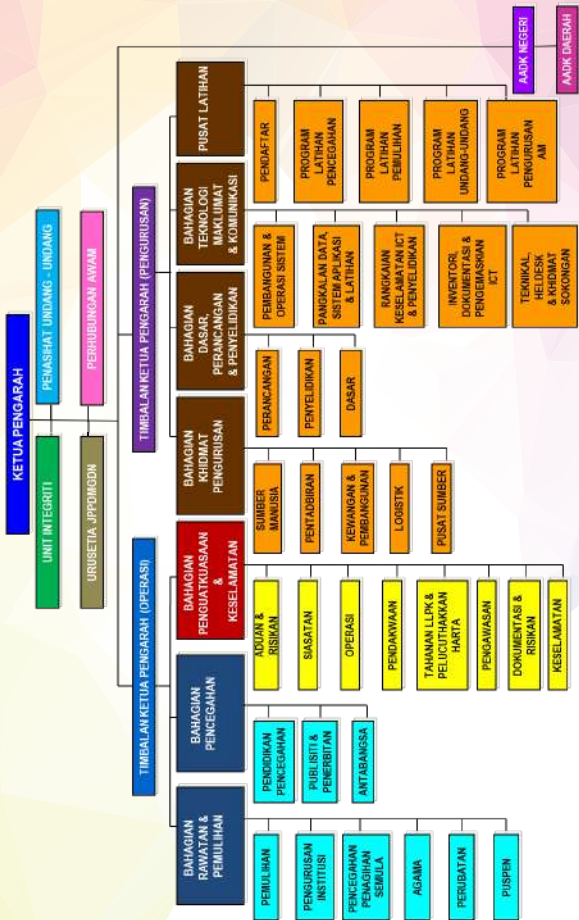 KETUA PENGARAH
UNIT INTEGRITI
PENASIHAT UNDANG - UNDANG
URUSETIA JPPDMGDN
PERHUBUNGAN AWAM
TIMBALAN KETUA PENGARAH (OPERASI)
TIMBALAN KETUA PENGARAH (PENGURUSAN)
BAHAGIAN
RAWATAN &
PEMULIHAN
BAHAGIAN
PENCEGAHAN
BAHAGIAN
PENGUATKUASAAN
&
KESELAMATAN
BAHAGIAN
KHIDMAT
PENGURUSAN
BAHAGIAN
DASAR,
PERANCANGAN
& PENYELIDIKAN
BAHAGIAN
TEKNOLOGI
MAKLUMAT
& KOMUNIKASI
PUSAT LATIHAN
PEMULIHAN
PENGURUSAN
INSTITUSI
PENCEGAHAN
PENAGIHAN
SEMULA
AGAMA
PERUBATAN
PUSPEN
PENDIDIKAN
PENCEGAHAN
PUBLISITI &
PENERBITAN
ANTABANGSA
ADUAN &
RISIKAN
SIASATAN
OPERASI
PENDAKWAAN
TAHANAN LLPK &
PELUCUTHAKKAN
HARTA
PENGAWASAN
DOKUMENTASI &
RISIKAN
KESELAMATAN
SUMBER
MANUSIA
PENTADBIRAN
KEWANGAN &
PEMBANGUNAN
LOGISTIK
PUSAT SUMBER
PERANCANGAN
PENYELIDIKAN
DASAR
PEMBANGUNAN &
OPERASI SISTEM
PANGKALAN DATA,
SISTEM APLIKASI
& LATIHAN
RANGKAIAN
KESELAMATAN ICT
& PENYELIDIKAN
INVENTORI,
DOKUMENTASI &
PENGEMASKIAN
ICT
TEKNIKAL,
HELDESK
& KHIDMAT
SOKONGAN
PENDAFTAR
PROGRAM
LATIHAN
PENCEGAHAN
PROGRAM
LATIHAN
PEMULIHAN
PROGRAM
LATIHAN
UNDANG-UNDANG
PROGRAM
LATIHAN
PENGURUSAN
AM
AADK NEGERI
AADK DAERAH